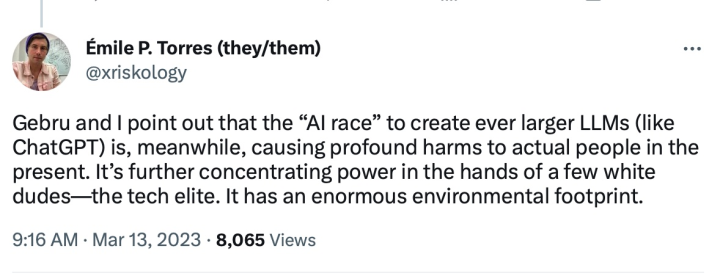 Émile P. Torres (they/them)
@xriskology
Gebru and I point out that the “AI race” to create ever larger LLMs (like
ChatGPT) is, meanwhile, causing profound harms to actual people in the
present. It’s further concentrating power in the hands of a few white
dudes—the tech elite. It has an enormous environmental footprint.
9:16 AM · Mar 13, 2023 · 8,065 Views